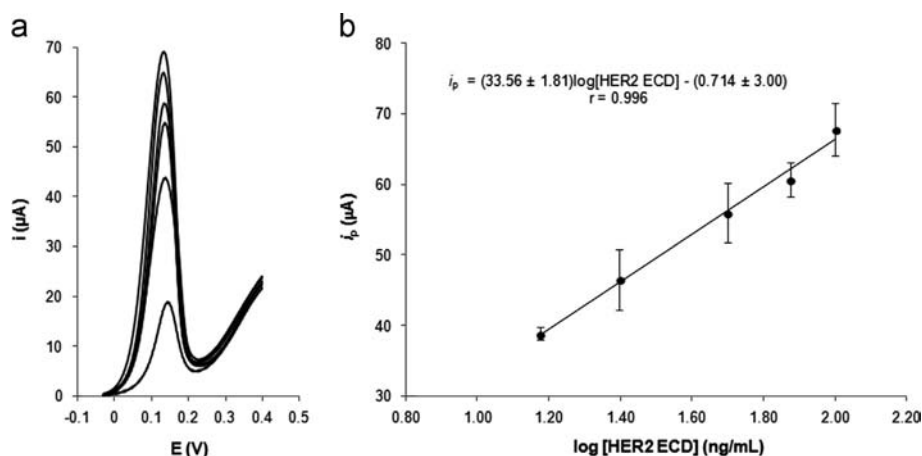 a
70
60
50
40
30
20
10
0
i (µA)
-0.1 0 0.1 0.2 0.3 0.4 0.5
E (V)
b
80
70
60
50
40
30
i_p (µA)
i_p = (33.56 ± 1.81)log[HER2 ECD] - (0.714 ± 3.00)
r = 0.996
0.80 1.00 1.20 1.40 1.60 1.80 2.00 2.20
log [HER2 ECD] (ng/mL)